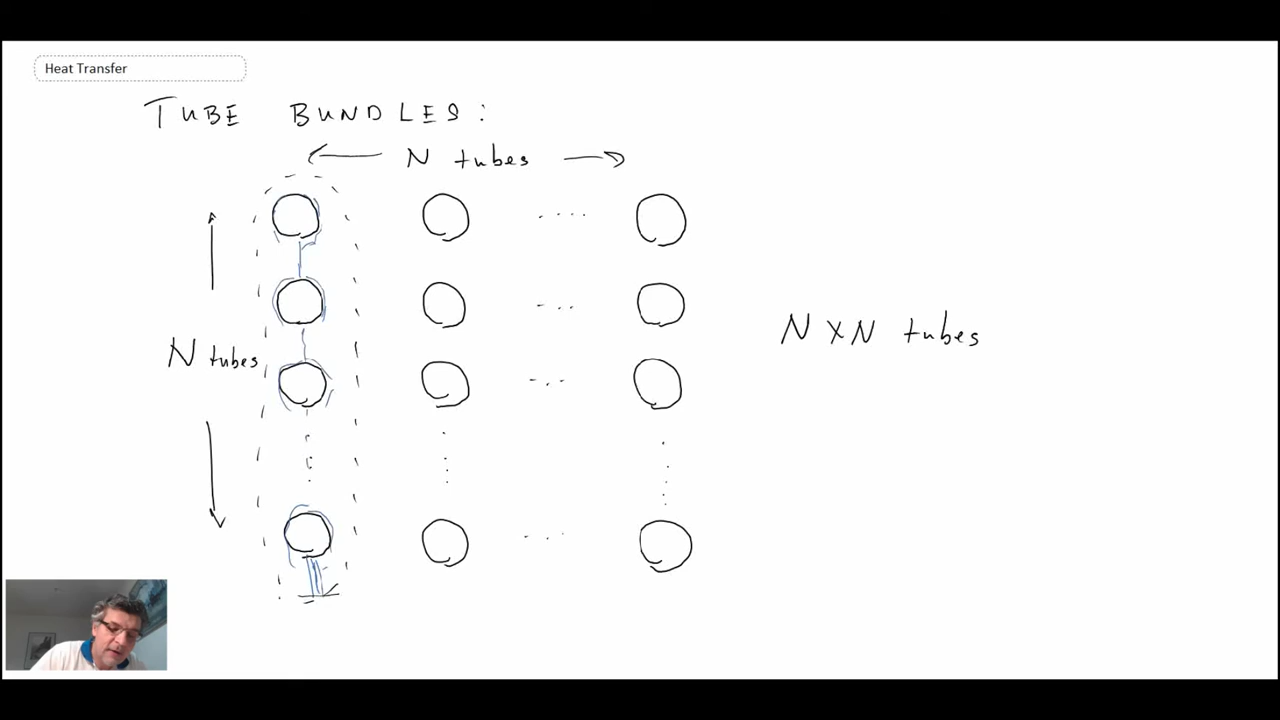 Heat Transfer
TUBE BUNDLES:
N tubes
N tubes
N x N tubes